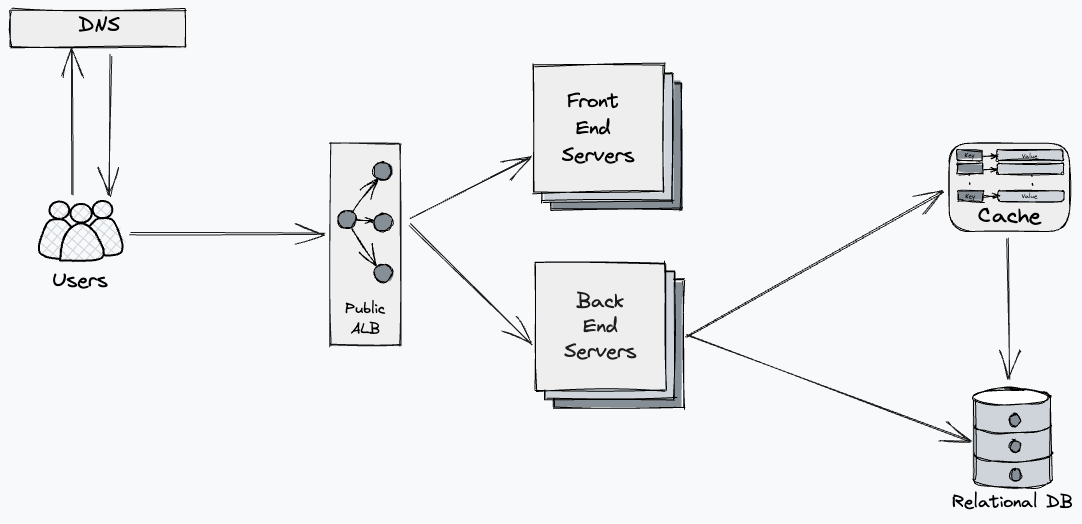 DNS
Users
Public
ALB
Front
End
Servers
Back
End
Servers
Key
Value
Key
Value
Cache
Relational DB